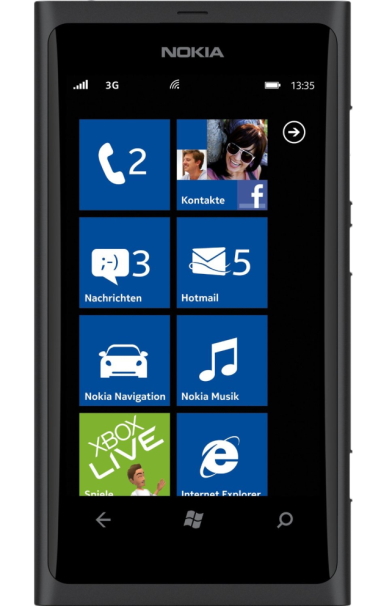 NOKIA
3G
13:35
2
Kontakte
f
3
;-)
Nachrichten
5
Hotmail
Nokia Navigation
Nokia Musik
XBOX
LIVE
Spiele
Internet Explorer